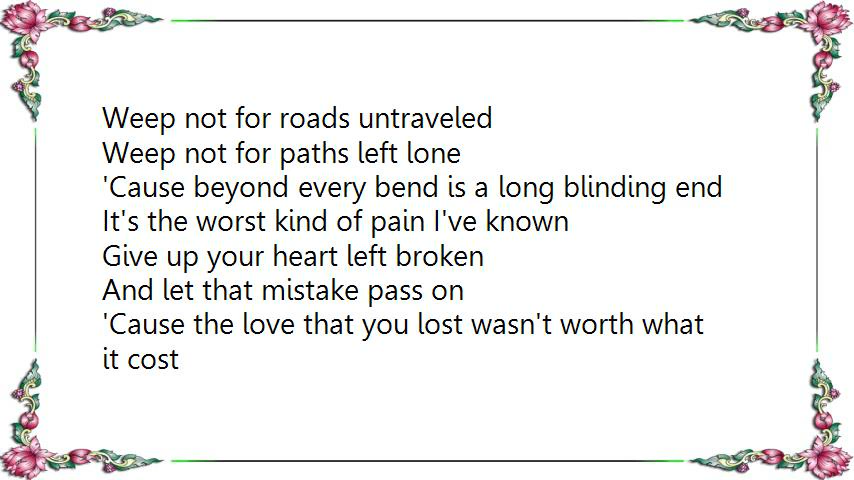 Weep not for roads untraveled
Weep not for paths left lone
'Cause beyond every bend is a long blinding end
It's the worst kind of pain I've known
Give up your heart left broken
And let that mistake pass on
'Cause the love that you lost wasn't worth what
it cost